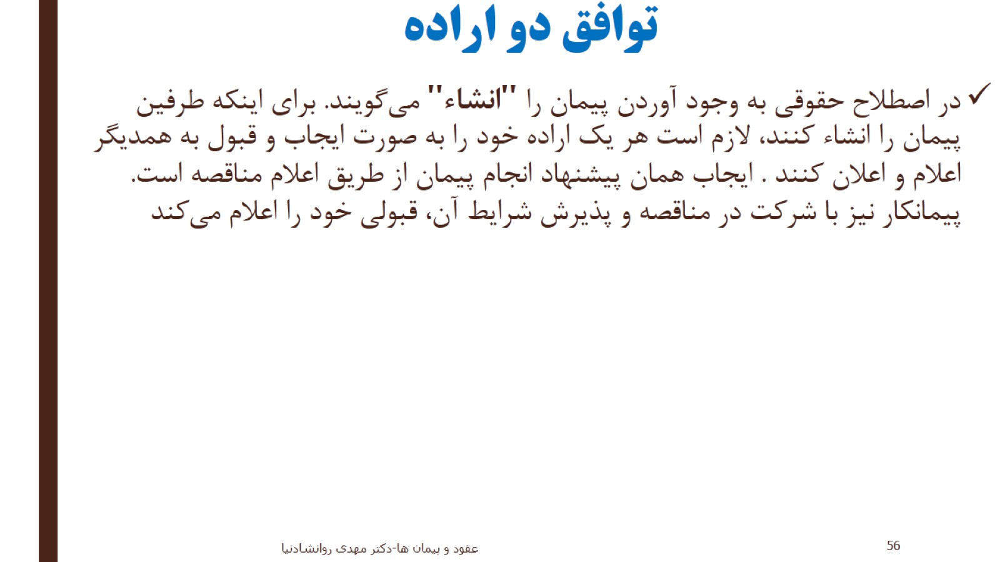 توافق دو اراده
✓ در اصطلاح حقوقی به وجود آوردن پیمان را "انشاء" می‌گویند. برای اینکه طرفین
پیمان را انشاء کنند، لازم است هر یک اراده خود را به صورت ایجاب و قبول به همدیگر
اعلام و اعلان کنند . ایجاب همان پیشنهاد انجام پیمان از طریق اعلام مناقصه است.
پیمانکار نیز با شرکت در مناقصه و پذیرش شرایط آن، قبولی خود را اعلام می‌کند
عقود و پیمان ها-دکتر مهدی روانشادنیا
56